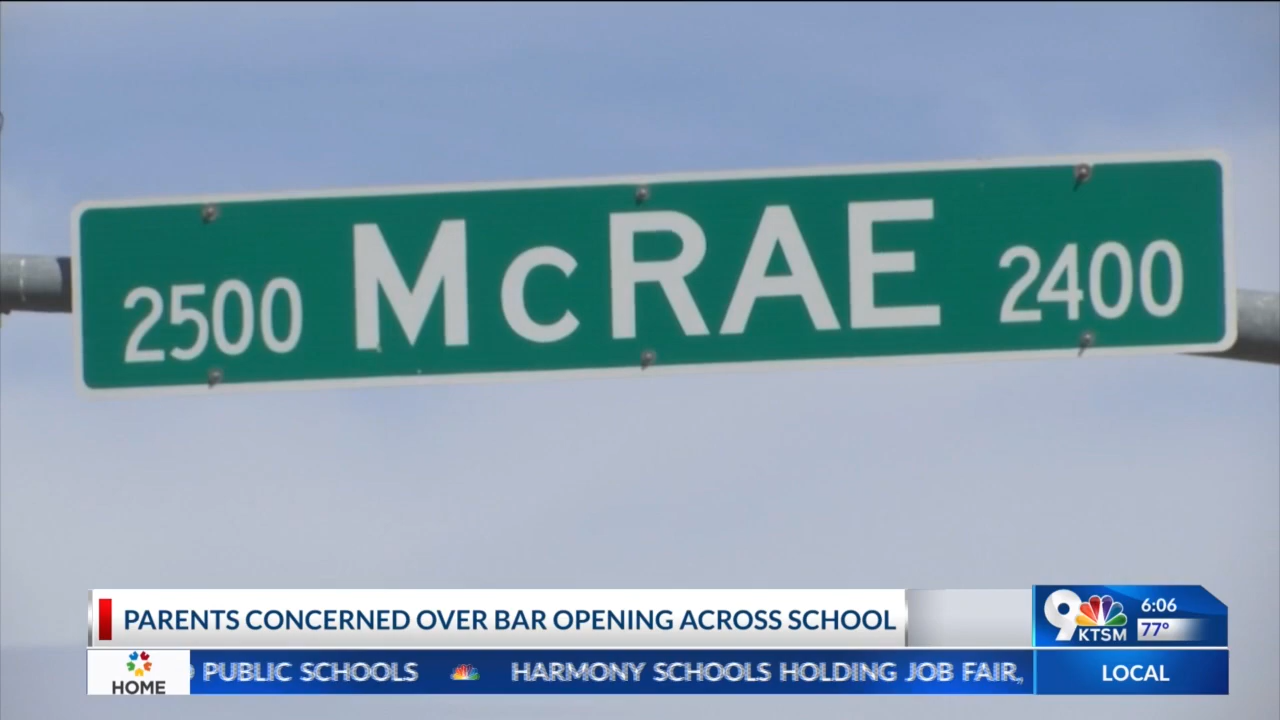 2500 McRAE 2400
PARENTS CONCERNED OVER BAR OPENING ACROSS SCHOOL
9 KTSM
6:06
77°
HOME
PUBLIC SCHOOLS HARMONY SCHOOLS HOLDING JOB FAIR,
LOCAL